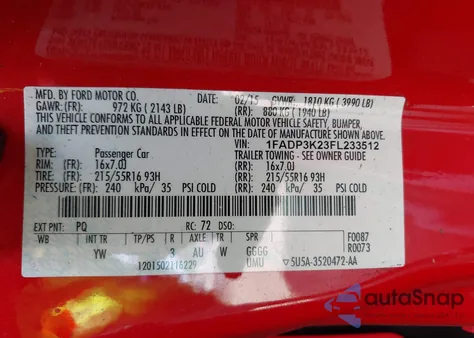 MFD. BY FORD MOTOR CO.
DATE: 02/15 GVWR: 1810 KG ( 3990 LB)
GAWR: (FR): 972 KG ( 2143 LB) (RR): 880 KG ( 1940 LB)
THIS VEHICLE CONFORMS TO ALL APPLICABLE FEDERAL MOTOR VEHICLE SAFETY, BUMPER,
AND THEFT PREVENTION STANDARDS IN EFFECT ON THE DATE OF MANUFACTURE SHOWN ABOVE.
VIN: 1FADP3K23FL233512
TYPE: Passenger Car TRAILER TOWING - SEE OWNER GUIDE
RIM: (FR) 16x7.0J 16x7.0J
TIRE: (FR) 215/55R16 93H 215/55R16 93H
PRESSURE: (FR) 240 kPa/ 35 PSI COLD 240 kPa/ 35 PSI COLD
EXT PNT: PQ RC: 72 DSO: F0087
WB INT TR TP/PS R AXLE TR SPR R0073
YW 3 AU W GGGG
1201502116229 UMU 5U5A-3520472-AA
autoSnap